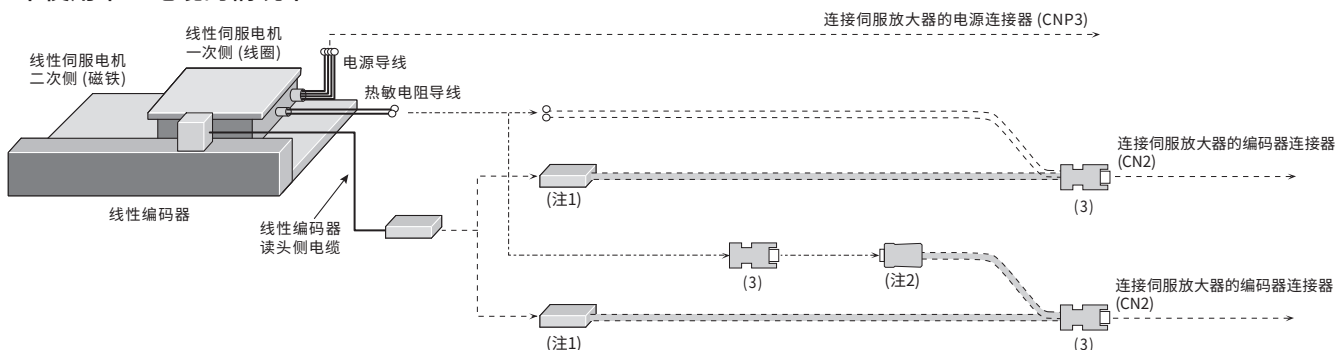 连接伺服放大器的电源连接器 (CNP3)
线性伺服电机
一次侧 (线圈)
线性伺服电机
二次侧 (磁铁)
电源导线
热敏电阻导线
连接伺服放大器的编码器连接器
(CN2)
(注1)
(3)
线性编码器
线性编码器
读头侧电缆
(3)
(注2)
连接伺服放大器的编码器连接器
(CN2)
(注1)
(3)